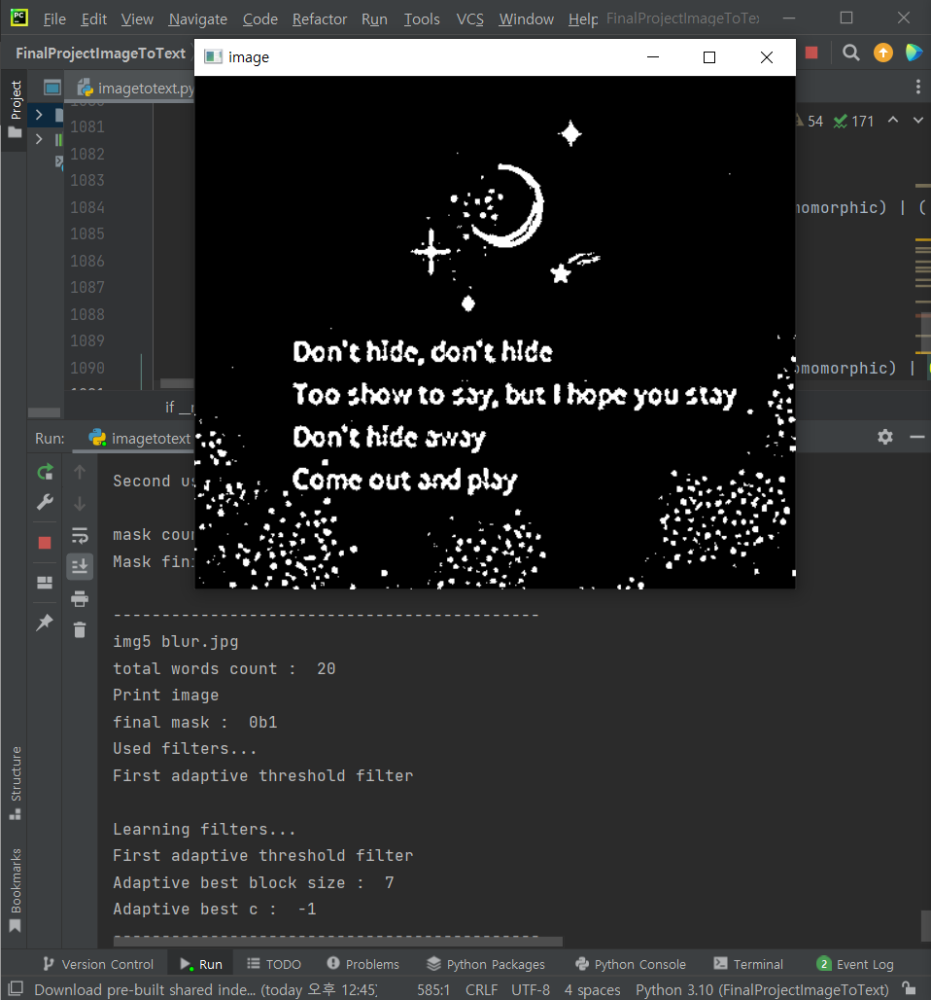 File Edit View Navigate Code Refactor Run Tools VCS Window Help FinalProjectImageToTex
FinalProjectImageToText
image
Project
imagetotext.py
54 171
1081
1082
1083
1084
1085
1086
1087
1088
1089
1090
momorphic) | (
omomorphic) |
Don't hide, don't hide
Too show to say, but I hope you stay
Don't hide away
Come out and play
if
Run: imagetotext
Second us
mask coun
Mask fini
--------------------------------------------
img5 blur.jpg
total words count : 20
Print image
final mask : 0b1
Used filters...
First adaptive threshold filter
Learning filters...
First adaptive threshold filter
Adaptive best block size : 7
Adaptive best c : -1
--------------------------------------------
Structure
Bookmarks
Version Control Run TODO Problems Python Packages Python Console Terminal 2 Event Log
Download pre-built shared inde... (today 오후 12:45) 585:1 CRLF UTF-8 4 spaces Python 3.10 (FinalProjectImageToText)